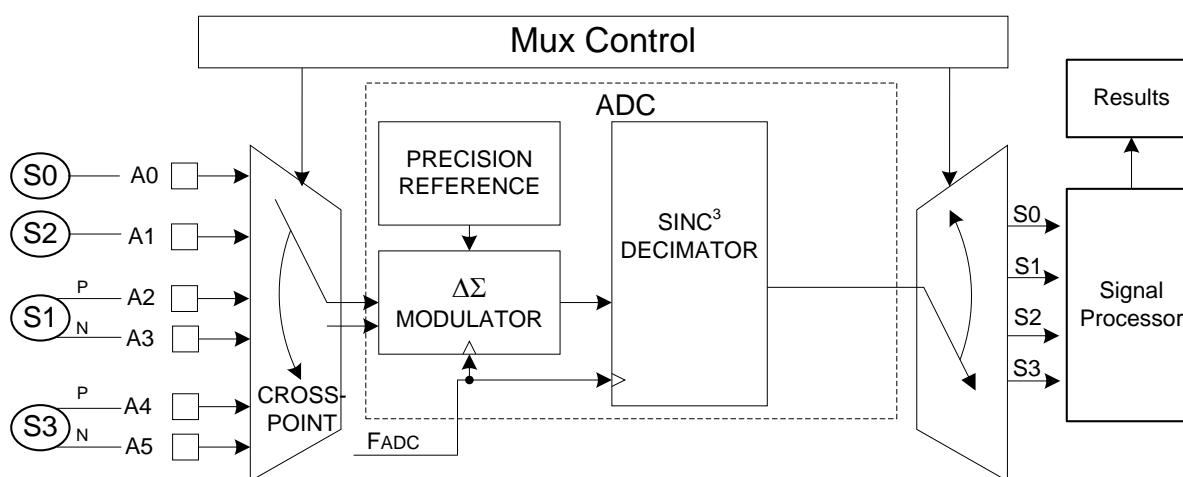 Mux Control
ADC
PRECISION
REFERENCE
ΔΣ
MODULATOR
SINC³
DECIMATOR
Results
Signal
Processor
S0
A0
S2
A1
S1
P
A2
N
A3
S3
P
A4
N
A5
CROSS-
POINT
FADC
S0
S1
S2
S3